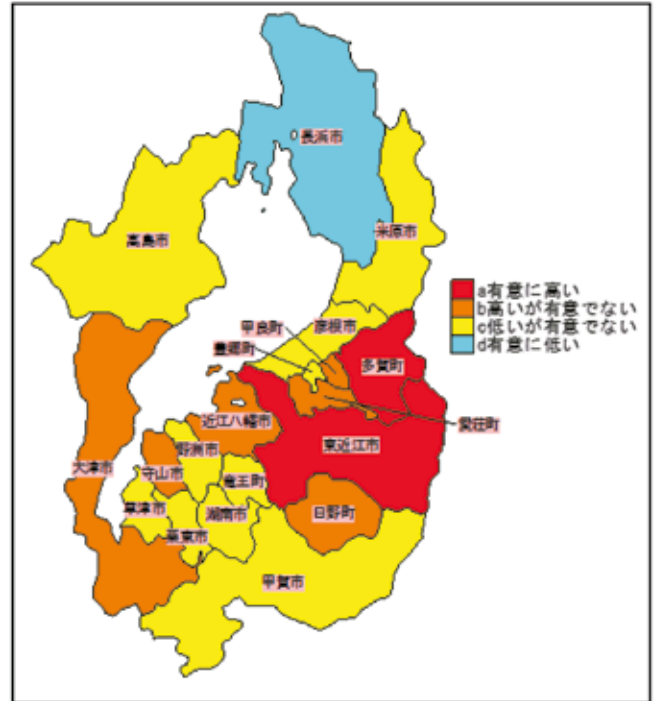 長浜市
米原市
高島市
a有意に高い
b高いが有意でない
c低いが有意でない
d有意に低い
彦根市
甲良町
豊郷町
多賀町
愛荘町
近江八幡市
東近江市
野洲市
大津市
守山市
竜王町
草津市
湖南市
日野町
栗東市
甲賀市